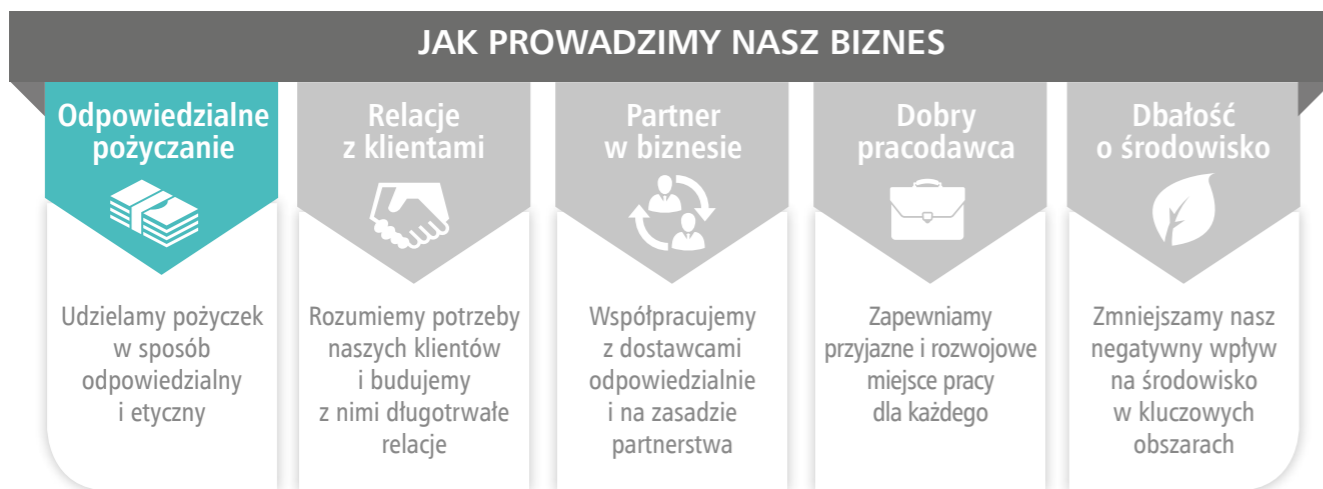 JAK PROWADZIMY NASZ BIZNES
Odpowiedzialne
pożyczanie
Udzielamy pożyczek
w sposób
odpowiedzialny
i etyczny
Relacje
z klientami
Rozumiemy potrzeby
naszych klientów
i budujemy
z nimi długotrwałe
relacje
Partner
w biznesie
Współpracujemy
z dostawcami
odpowiedzialnie
i na zasadzie
partnerstwa
Dobry
pracodawca
Zapewniamy
przyjazne i rozwojowe
miejsce pracy
dla każdego
Dbałość
o środowisko
Zmniejszamy nasz
negatywny wpływ
na środowisko
w kluczowych
obszarach